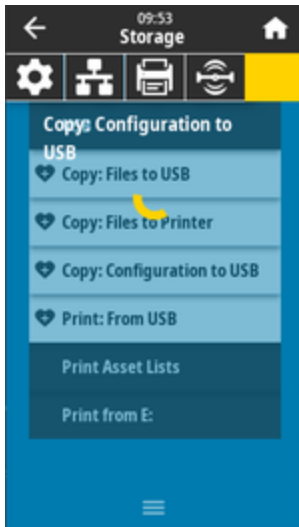 09:53
Storage
Copy: Configuration to
USB
Copy: Files to USB
Copy: Files to Printer
Copy: Configuration to USB
Print: From USB
Print Asset Lists
Print from E: